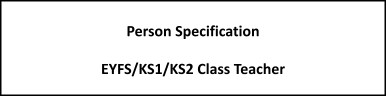 Person Specification
EYFS/KS1/KS2 Class Teacher